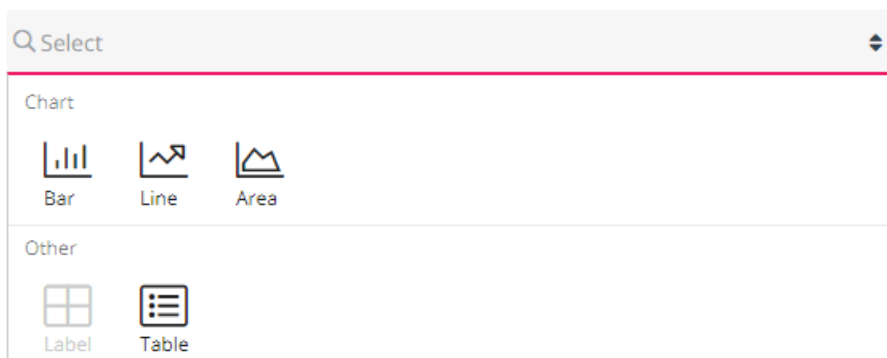 Select
Chart
Bar Line Area
Other
Label Table